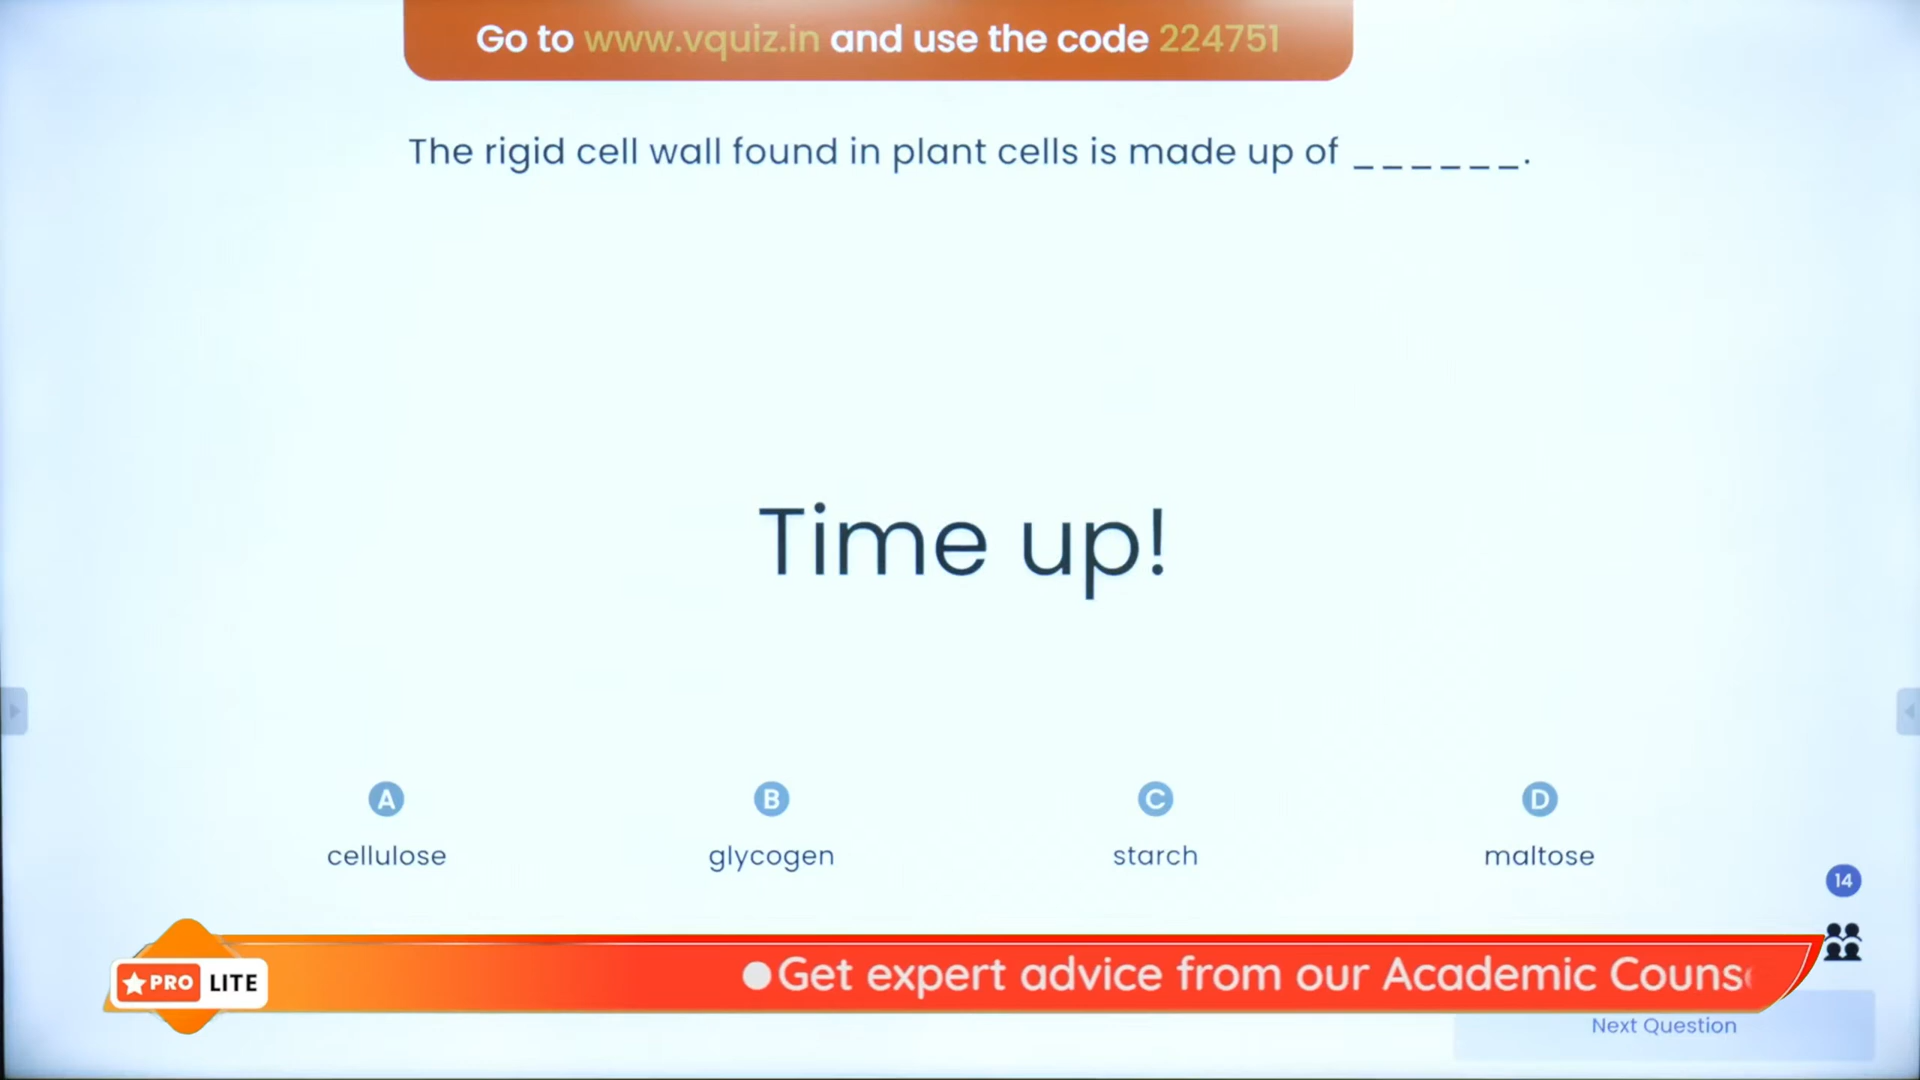 Go to www.vquiz.in and use the code 224751
The rigid cell wall found in plant cells is made up of ______.
Time up!
A
B
C
D
cellulose
glycogen
starch
maltose
14
PRO LITE
●Get expert advice from our Academic
Next Question